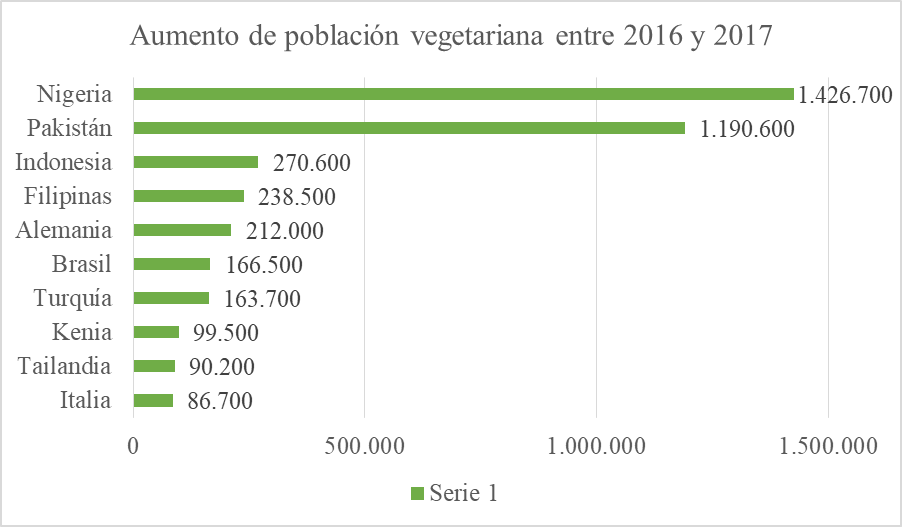 Aumento de población vegetariana entre 2016 y 2017
Nigeria 1.426.700
Pakistán 1.190.600
Indonesia 270.600
Filipinas 238.500
Alemania 212.000
Brasil 166.500
Turquía 163.700
Kenia 99.500
Tailandia 90.200
Italia 86.700
0 500.000 1.000.000 1.500.000
Serie 1